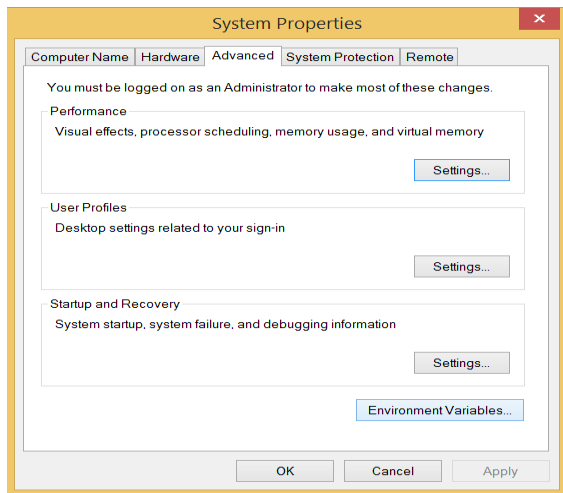 System Properties
Computer Name Hardware Advanced System Protection Remote
You must be logged on as an Administrator to make most of these changes.
Performance
Visual effects, processor scheduling, memory usage, and virtual memory
Settings...
User Profiles
Desktop settings related to your sign-in
Settings...
Startup and Recovery
System startup, system failure, and debugging information
Settings...
Environment Variables...
OK Cancel Apply